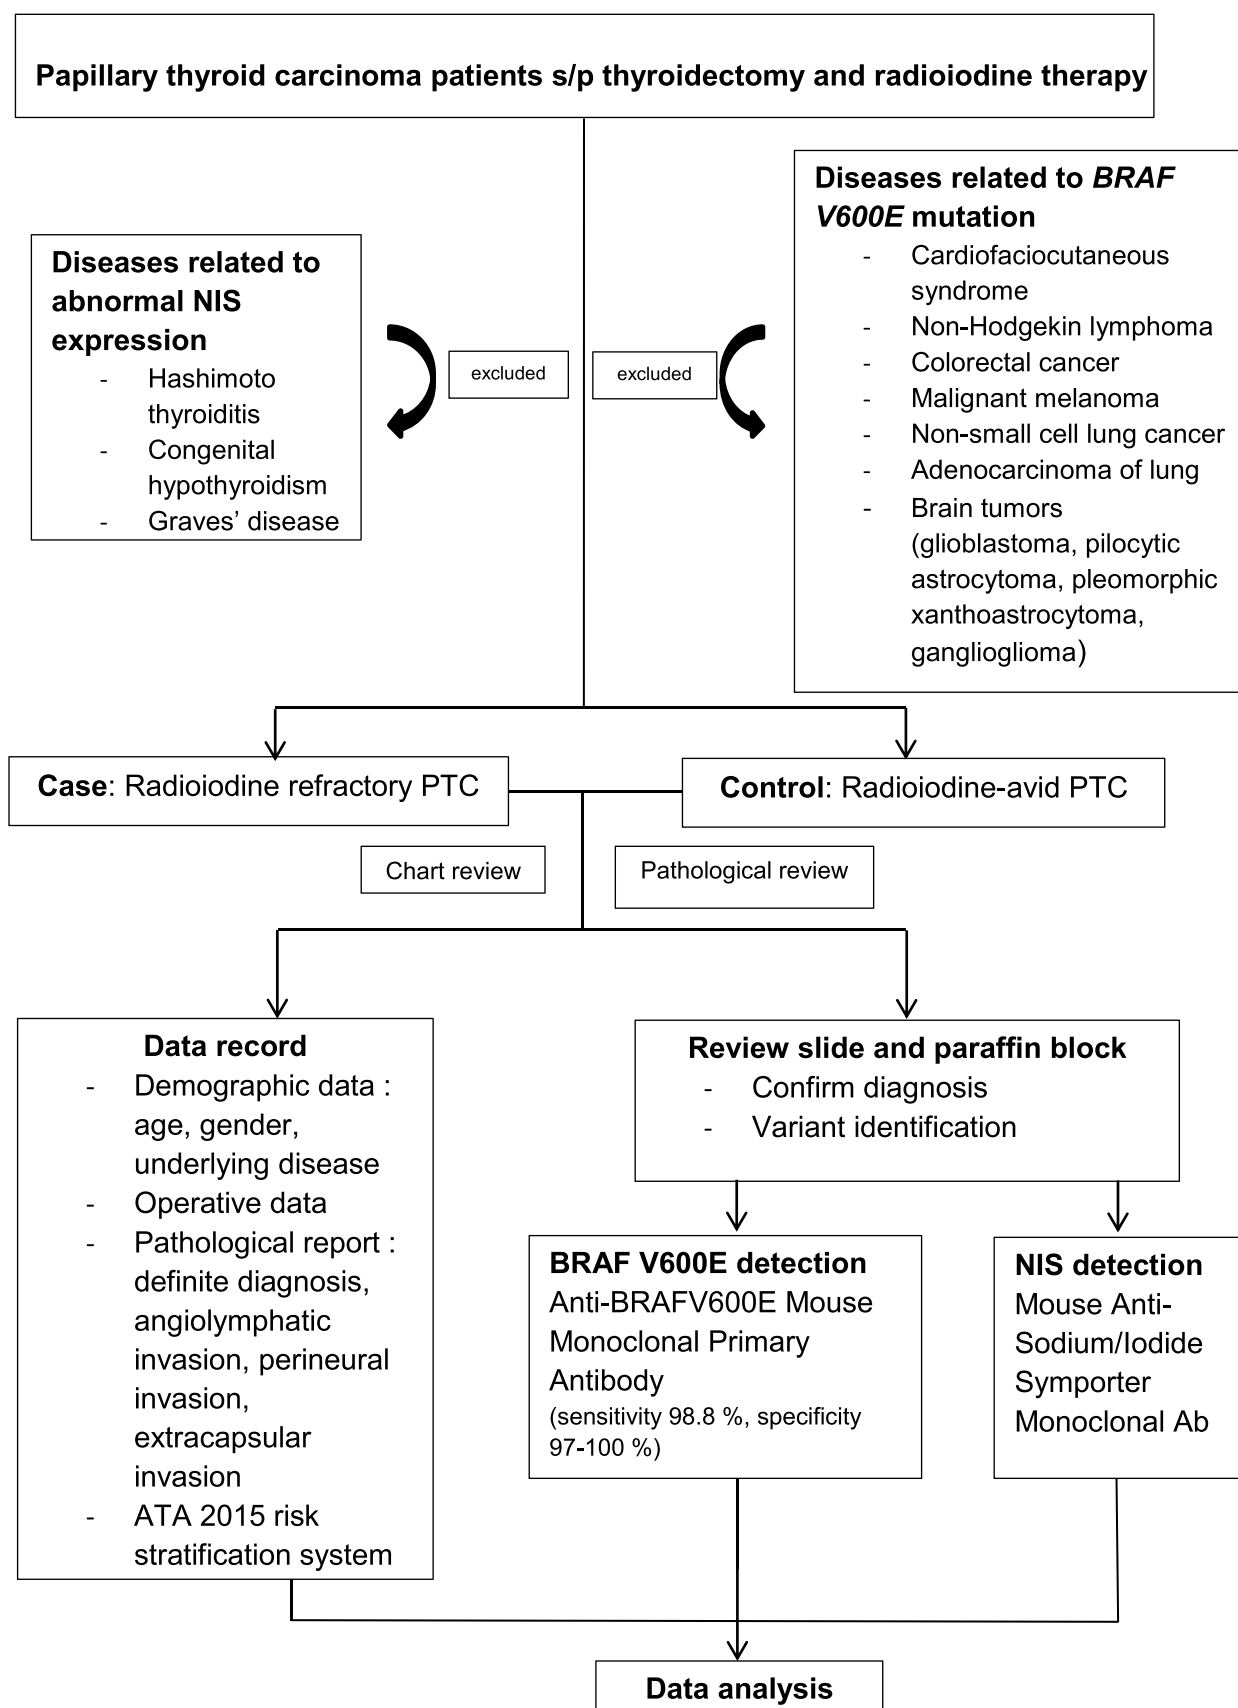 Papillary thyroid carcinoma patients s/p thyroidectomy and radioiodine therapy
Diseases related to
abnormal NIS
expression
- Hashimoto
thyroiditis
- Congenital
hypothyroidism
- Graves’ disease
excluded
excluded
Diseases related to BRAF
V600E mutation
- Cardiofaciocutaneous
syndrome
- Non-Hodgekin lymphoma
- Colorectal cancer
- Malignant melanoma
- Non-small cell lung cancer
- Adenocarcinoma of lung
- Brain tumors
(glioblastoma, pilocytic
astrocytoma, pleomorphic
xanthoastrocytoma,
ganglioglioma)
Case: Radioiodine refractory PTC
Control: Radioiodine-avid PTC
Chart review
Pathological review
Data record
- Demographic data :
age, gender,
underlying disease
- Operative data
- Pathological report :
definite diagnosis,
angiolymphatic
invasion, perineural
invasion,
extracapsular
invasion
- ATA 2015 risk
stratification system
Review slide and paraffin block
- Confirm diagnosis
- Variant identification
BRAF V600E detection
Anti-BRAFV600E Mouse
Monoclonal Primary
Antibody
(sensitivity 98.8 %, specificity
97-100 %)
NIS detection
Mouse Anti-
Sodium/Iodide
Symporter
Monoclonal Ab
Data analysis